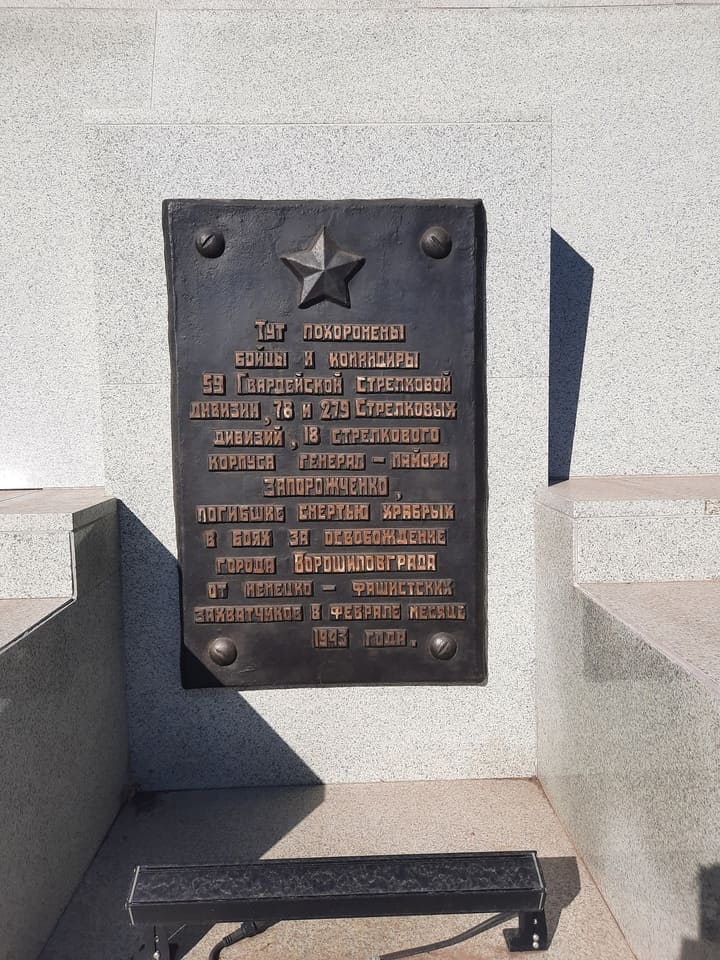 Тут похоронены
бойцы и командиры
59 Гвардейской Стрелковой
дивизии, 78 и 279 Стрелковых
дивизий, 18 стрелкового
корпуса генерал – майора
Запорожченко,
погибшие смертью храбрых
в боях за освобождение
города Ворошиловграда
от немецко – фашистских
захватчиков в феврале месяце
1943 года.